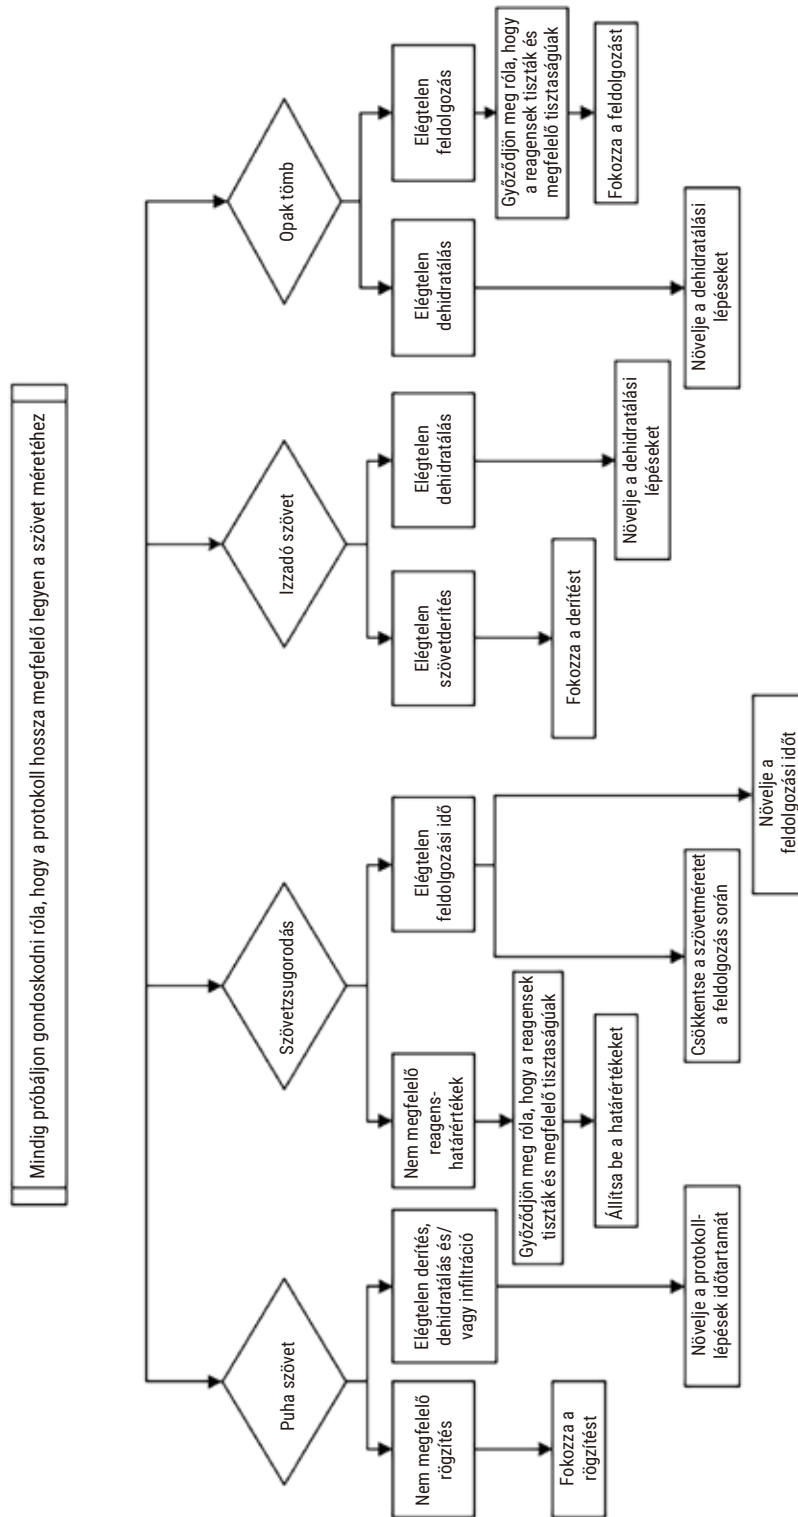 Mindig próbáljon gondoskodni róla, hogy a protokoll hossza megfelelő legyen a szövet méretéhez
Puha szövet
Nem megfelelő
rögzítés
Fokozza a
rögzítést
Elégtelen derítés,
dehidratálás és/
vagy infiltráció
Növelje a protokoll-
lépések időtartamát
Szövetzsugorodás
Nem megfelelő
reagens-
határértékek
Győződjön meg róla, hogy a reagensek
tiszták és megfelelő tisztaságúak
Állítsa be a határértékeket
Elégtelen
feldolgozási idő
Csökkentse a szövetméretet
a feldolgozás során
Növelje a
feldolgozási időt
Izzadó szövet
Elégtelen
szövetderítés
Fokozza a derítést
Elégtelen
dehidratálás
Növelje a dehidratálási
lépéseket
Opak tömb
Elégtelen
dehidratálás
Növelje a dehidratálási
lépéseket
Elégtelen
feldolgozás
Győződjön meg róla, hogy
a reagensek tiszták és
megfelelő tisztaságúak
Fokozza a feldolgozást